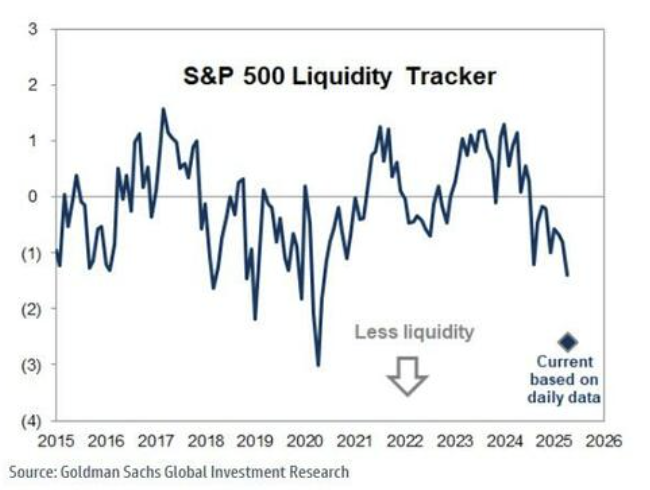 3
S&P 500 Liquidity Tracker
2
1
0
(1)
(2)
Less liquidity
(3)
Current
based on
daily data
(4)
2015 2016 2017 2018 2019 2020 2021 2022 2023 2024 2025 2026
Source: Goldman Sachs Global Investment Research